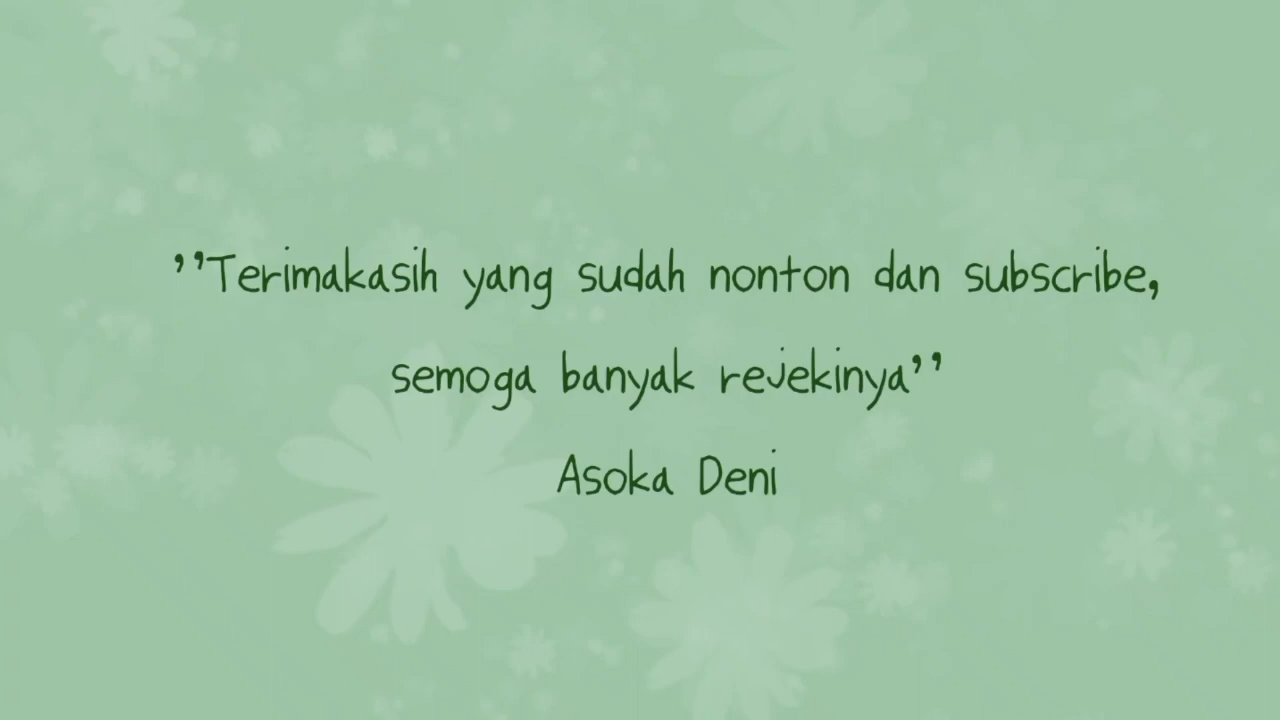 ’’Terimakasih yang sudah nonton dan subscribe,
semoga banyak rejekinya’’
Asoka Deni